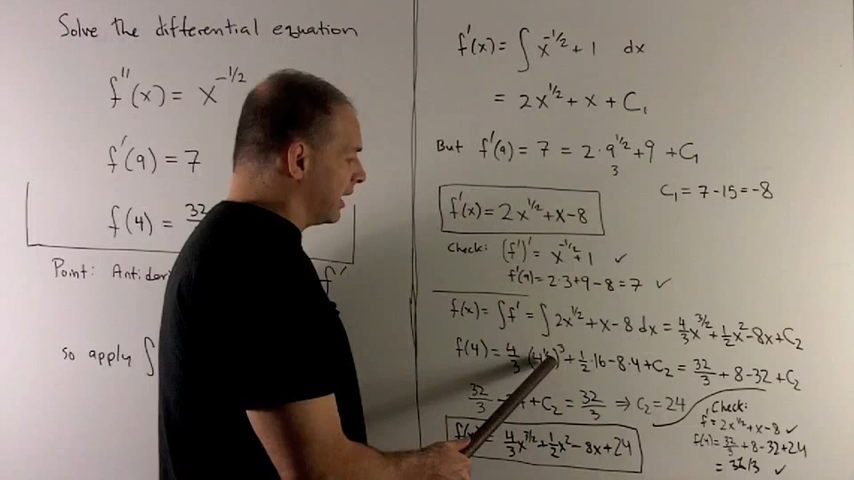 Solve the differential equation
f''(x) = x^{-1/2}
f'(9) = 7
f(4) = 32
Point:
f'
so apply ∫
f'(x) = ∫ x^{-1/2} + 1 dx
= 2x^{1/2} + x + C₁
But f'(9) = 7 = 2·9^{1/2} + 9 + C₁
3
C₁ = 7-15 = -8
f'(x) = 2x^{1/2} + x - 8
Check: (f')' = x^{-1/2} + 1 ✓
f'(9) = 2·3 + 9 - 8 = 7 ✓
f(x) = ∫f' = ∫ 2x^{1/2} + x - 8 dx = 4/3 x^{3/2} + 1/2 x² - 8x + C₂
f(4) = 4/3 (4^{1/2})³ + 1/2·16 - 8·4 + C₂ = 32/3 + 8 - 32 + C₂
32/3 + C₂ = 32/3 ⇒ C₂ = 24
= 4/3 x^{3/2} + 1/2 x² - 8x + 24
Check:
f' = 2x^{1/2} + x - 8 ✓
f(4) = 32/3 + 8 - 32 + 24
= 32/3 ✓